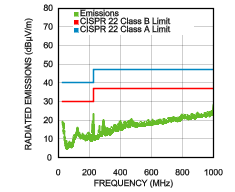 80
70
60
50
40
30
20
10
0
RADIATED EMISSIONS (dBµV/m)
Emissions
CISPR 22 Class B Limit
CISPR 22 Class A Limit
0 200 400 600 800 1000
FREQUENCY (MHz)